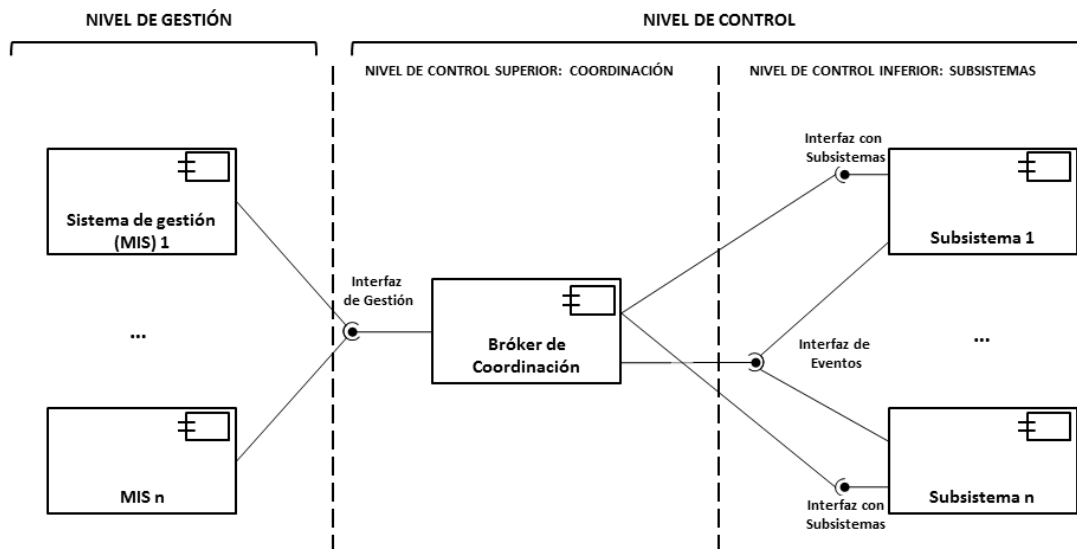 NIVEL DE GESTIÓN
NIVEL DE CONTROL
NIVEL DE CONTROL SUPERIOR: COORDINACIÓN
NIVEL DE CONTROL INFERIOR: SUBSISTEMAS
Interfaz con
Subsistemas
Sistema de gestión
(MIS) 1
Subsistema 1
Interfaz
de Gestión
...
Bróker de
Coordinación
Interfaz de
Eventos
...
MIS n
Subsistema n
Interfaz con
Subsistemas